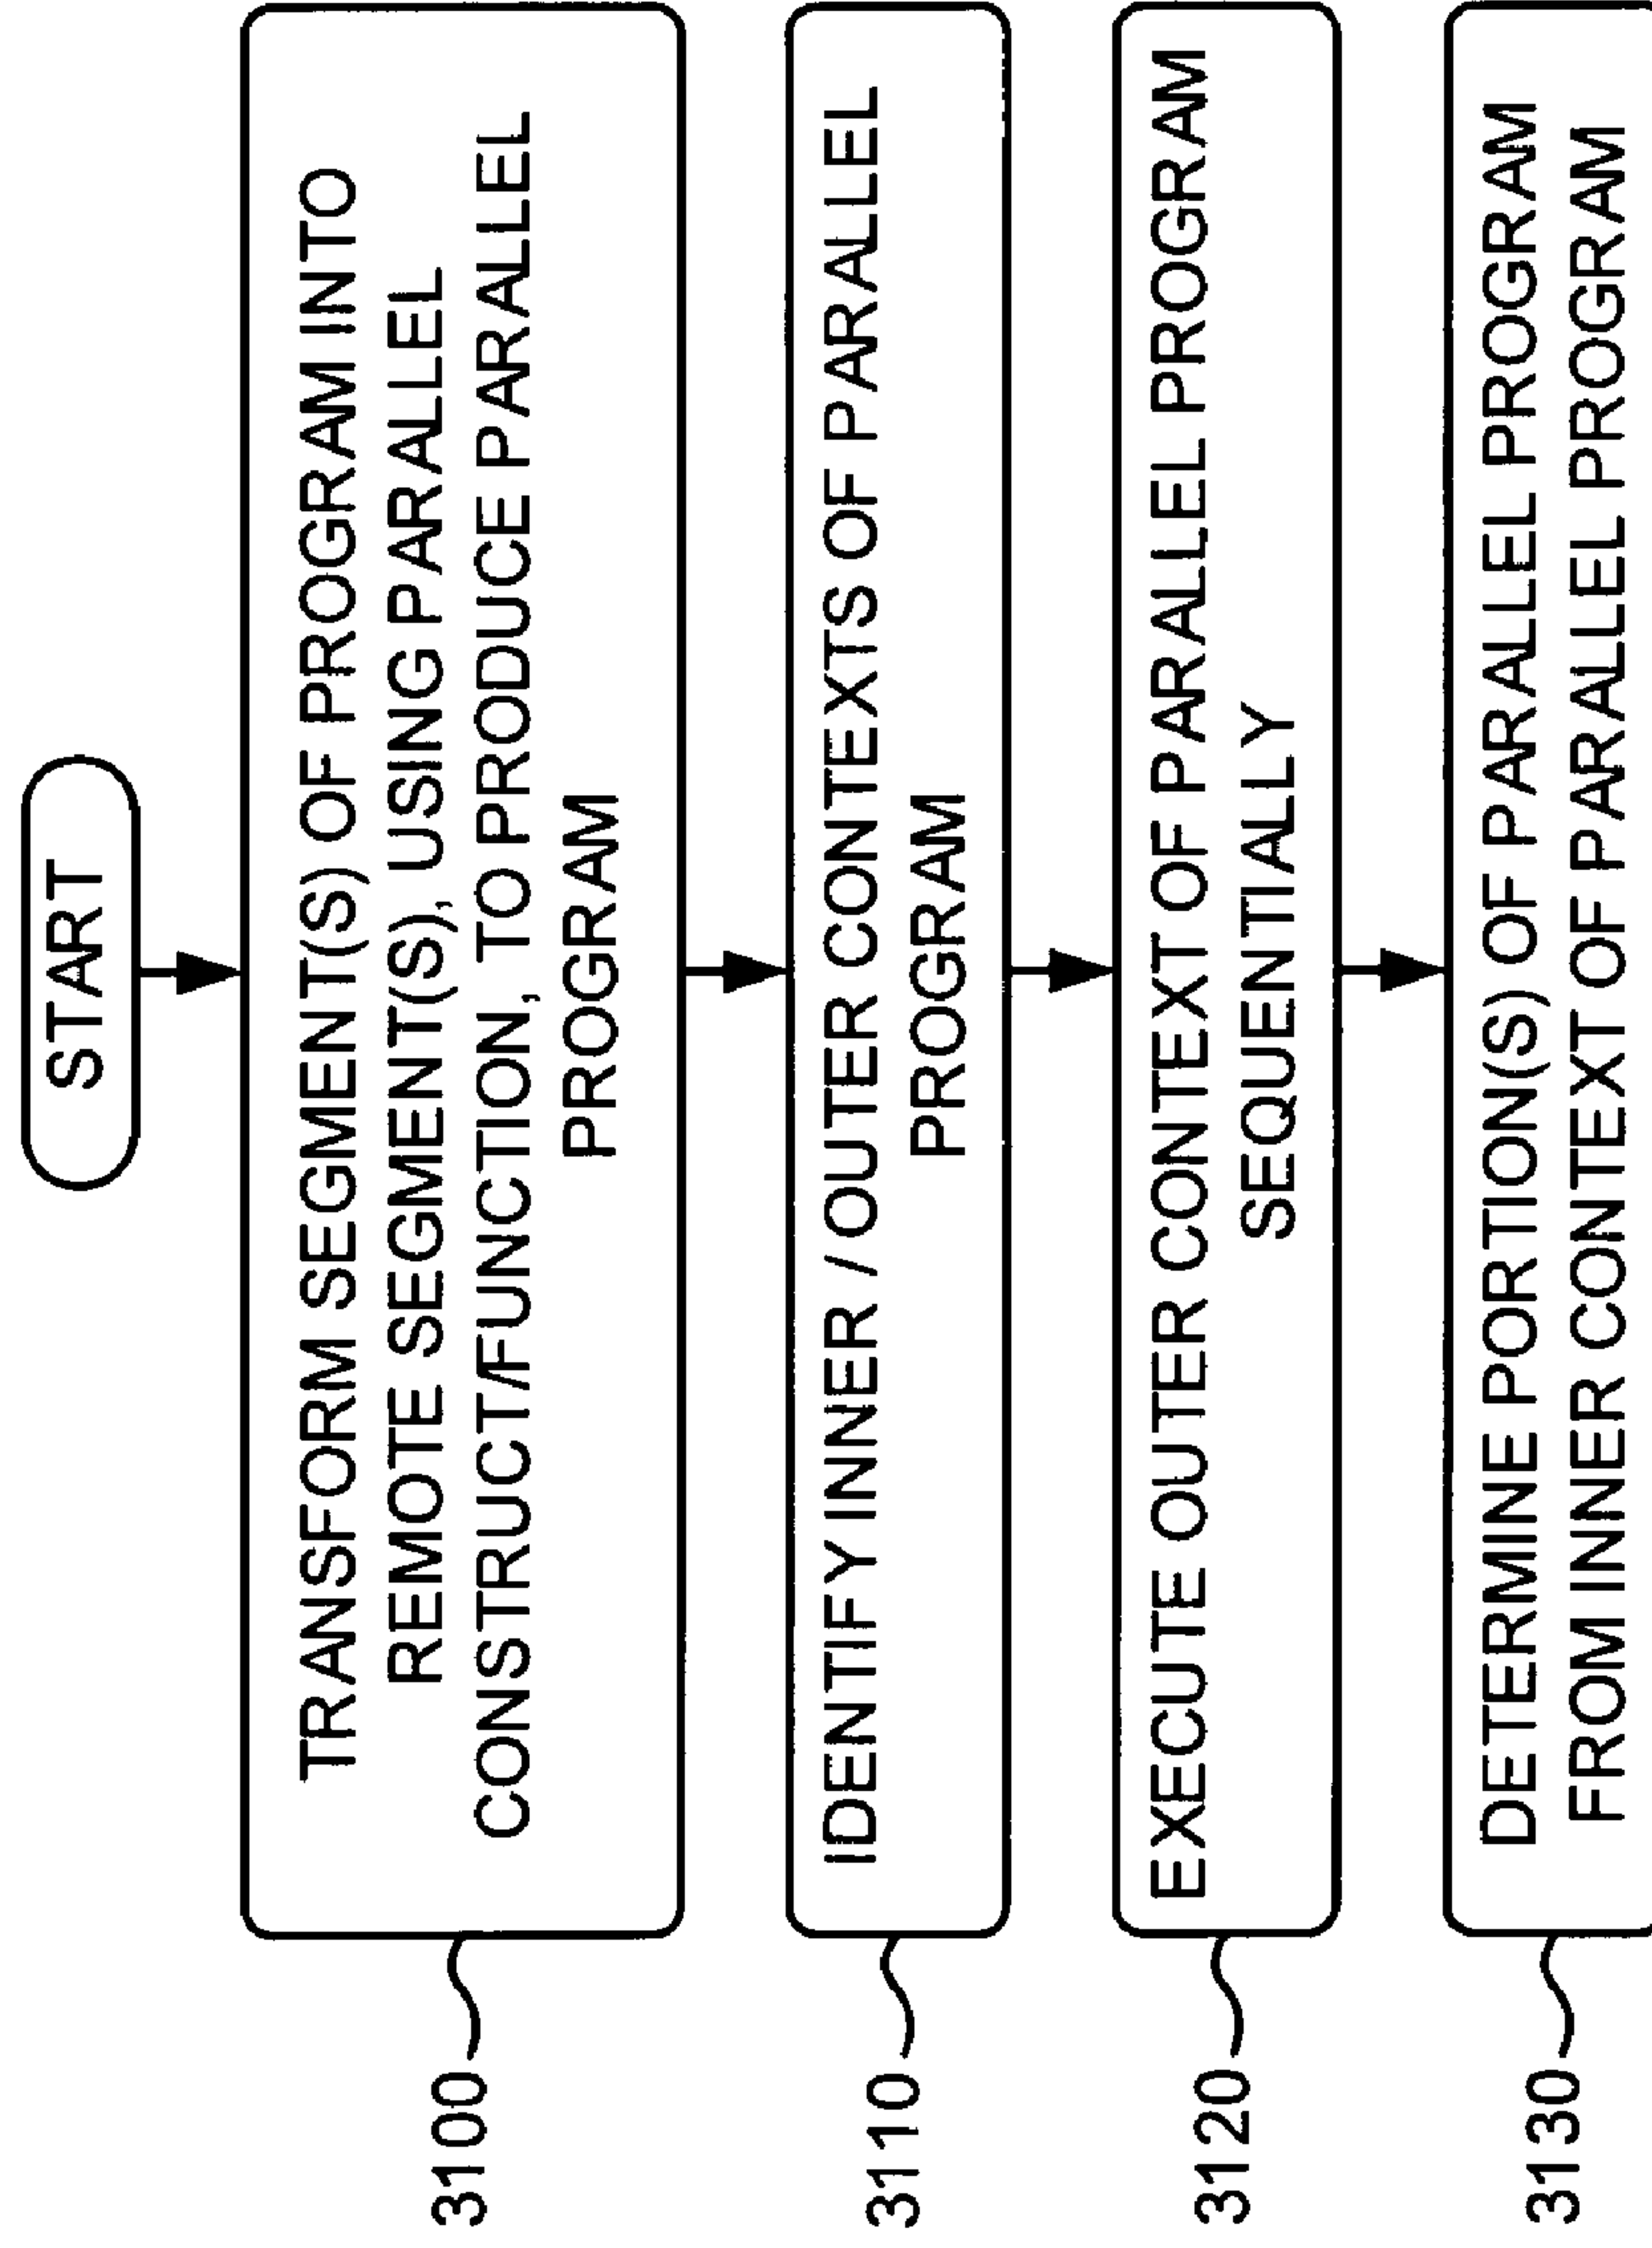 START
TRANSFORM SEGMENT(S) OF PROGRAM INTO
REMOTE SEGMENT(S), USING PARALLEL
CONSTRUCT/FUNCTION, TO PRODUCE PARALLEL
PROGRAM
3100
IDENTIFY INNER / OUTER CONTEXTS OF PARALLEL
PROGRAM
3110
EXECUTE OUTER CONTEXT OF PARALLEL PROGRAM
SEQUENTIALLY
3120
DETERMINE PORTION(S) OF PARALLEL PROGRAM
FROM INNER CONTEXT OF PARALLEL PROGRAM
3130